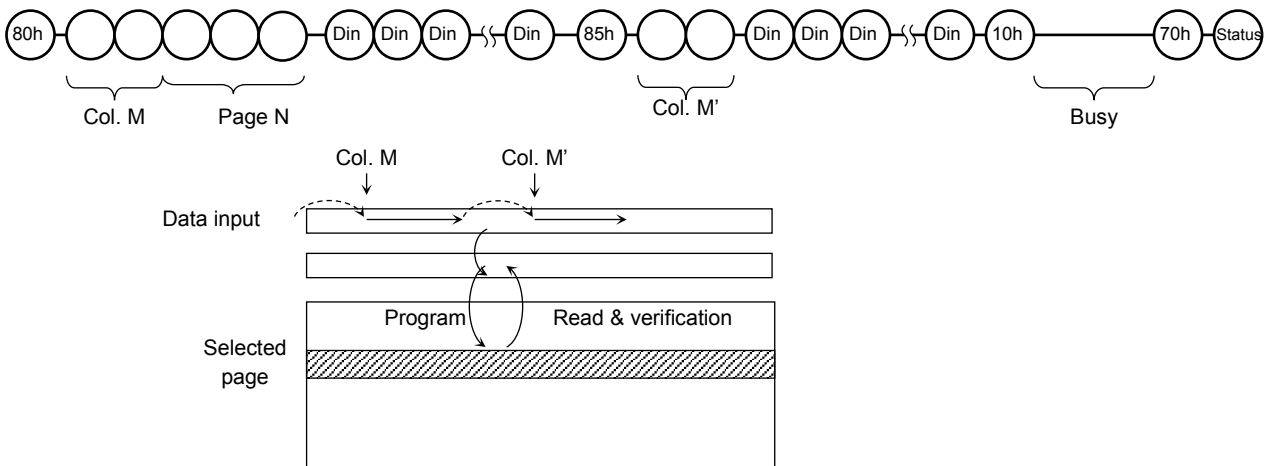 80h Din Din Din Din 85h Din Din Din Din 10h 70h Status
Col. M Page N Col. M’ Busy
Col. M Col. M’
Data input
Program Read & verification
Selected
page